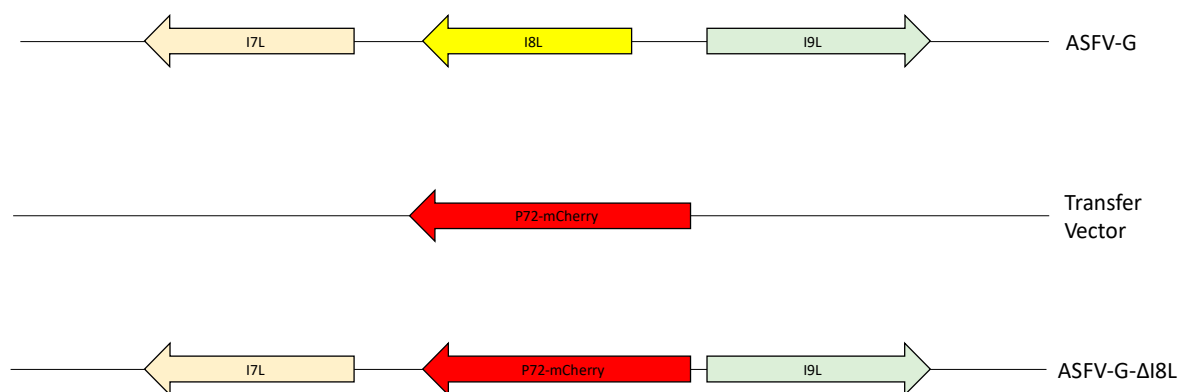 I7L
I8L
I9L
ASFV-G
P72-mCherry
Transfer
Vector
I7L
P72-mCherry
I9L
ASFV-G-ΔI8L